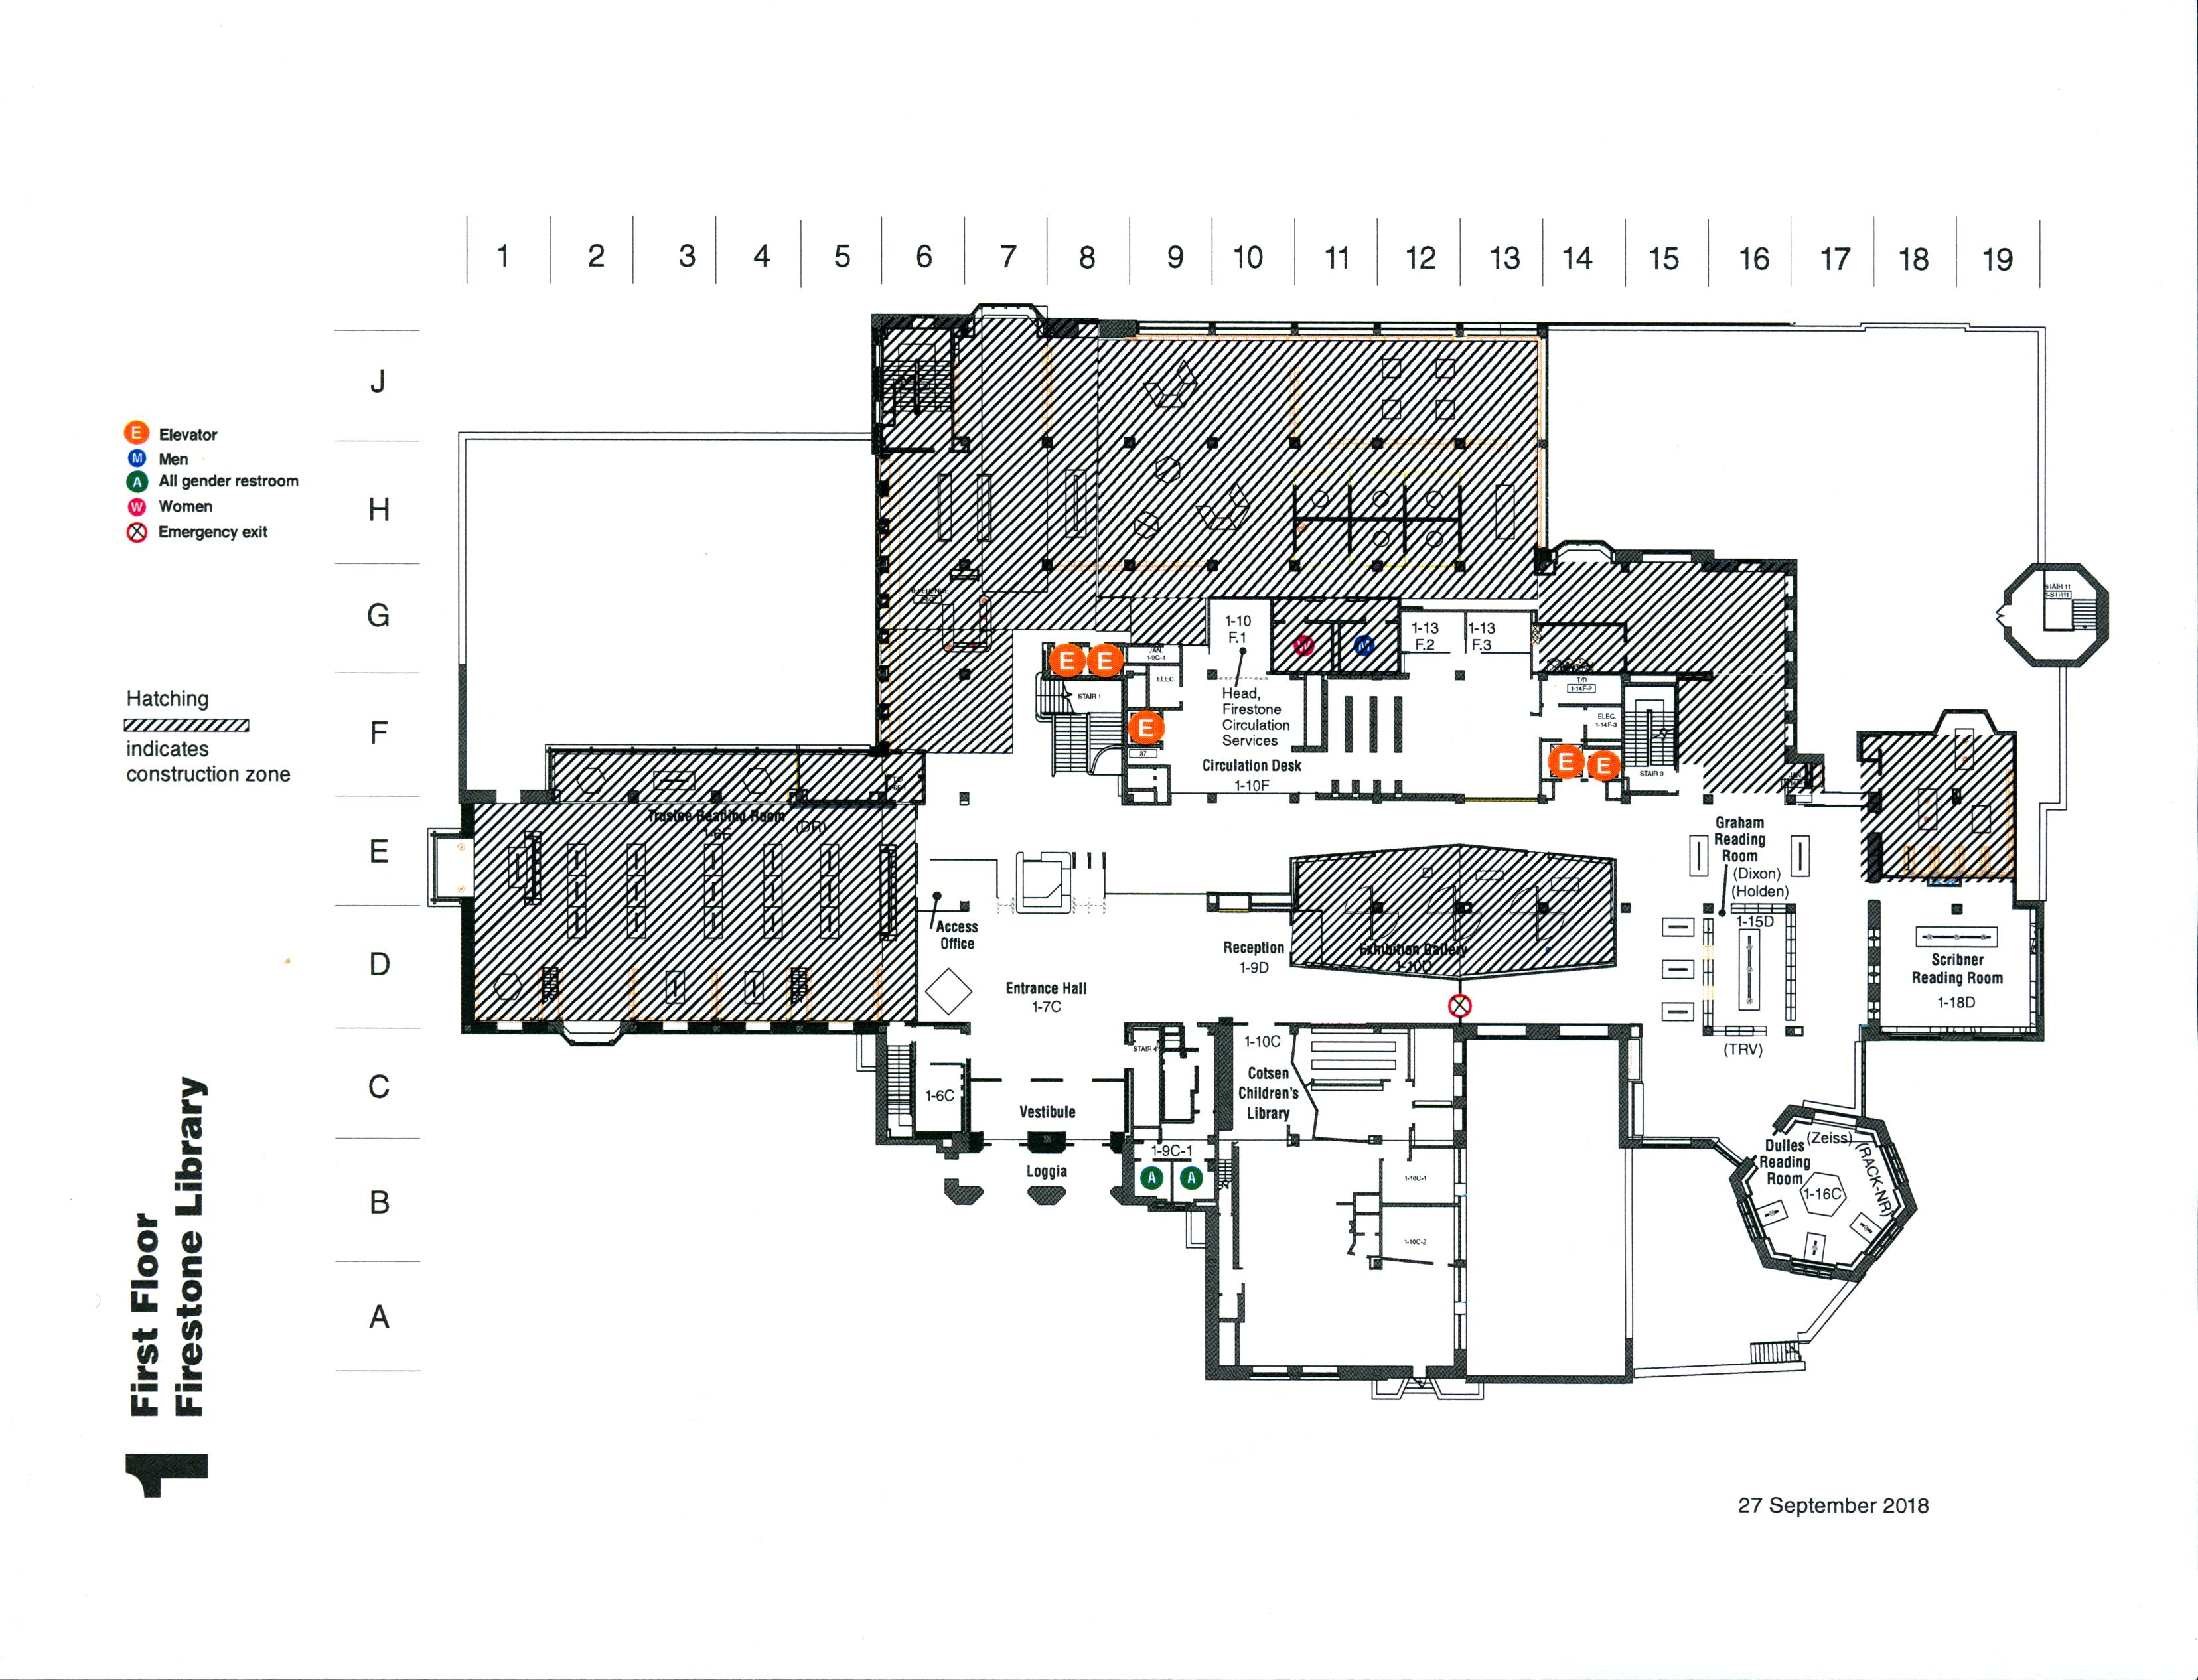 1 2 3 4 5 6 7 8 9 10 11 12 13 14 15 16 17 18 19
J
H
G
F
E
D
C
B
A
E Elevator
M Men
A All gender restroom
W Women
Emergency exit
Hatching
indicates
construction zone
1
First Floor
Firestone Library
STAIR 11
1-10
F.1
W
M
1-13
F.2
1-13
F.3
E
E
JAN.
ELEC.
STAIR 1
E
37
Head,
Firestone
Circulation
Services
Circulation Desk
1-10F
T/D
1-14F-2
ELEC.
1-14F-3
E
E
STAIR 3
Trustee Reading Room
1-6E
(DR)
Graham
Reading
Room
(Dixon)
(Holden)
1-15D
Access
Office
Reception
1-9D
Exhibition Gallery
1-10D
Scribner
Reading Room
1-18D
Entrance Hall
1-7C
(TRV)
STAIR 4
1-10C
Cotsen
Children's
Library
1-6C
Vestibule
1-9C-1
A
A
Loggia
1-10C-1
1-10C-2
Dulles
Reading
Room
(Zeiss)
(RACK-NR)
1-16C
27 September 2018